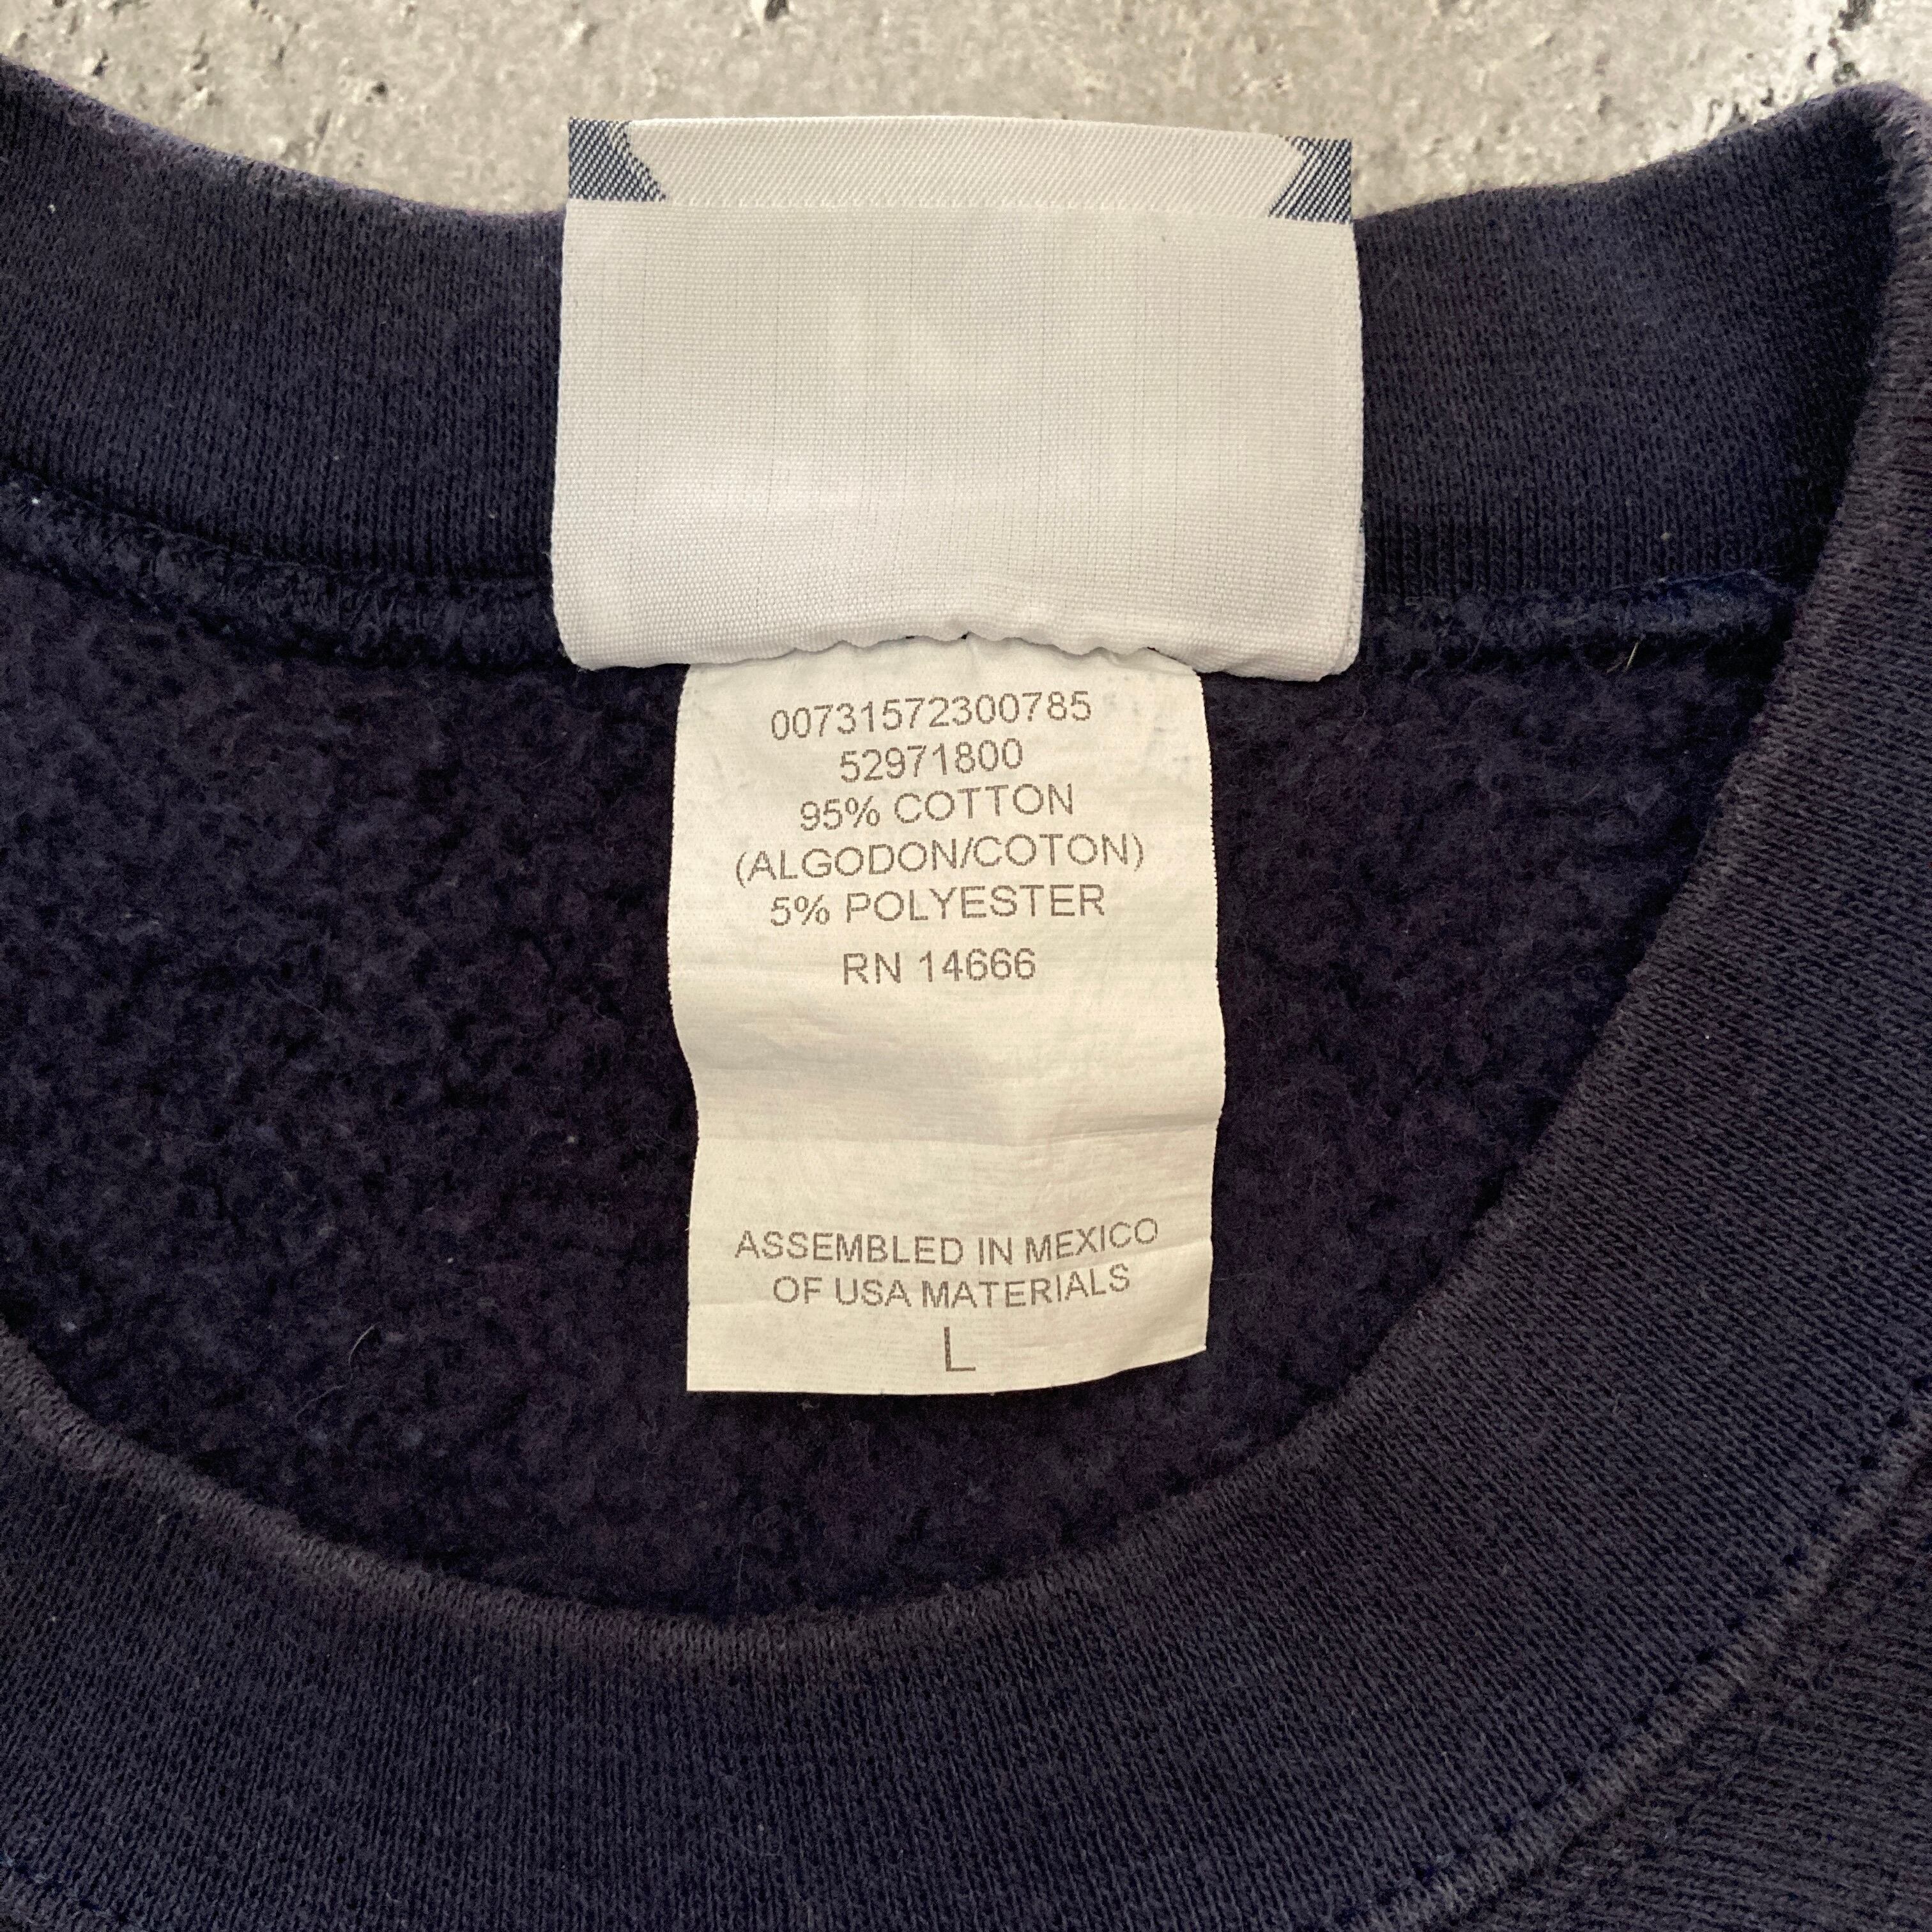 00731572300785
52971800
95% COTTON
(ALGODON/COTON)
5% POLYESTER
RN 14666
ASSEMBLED IN MEXICO
OF USA MATERIALS
L